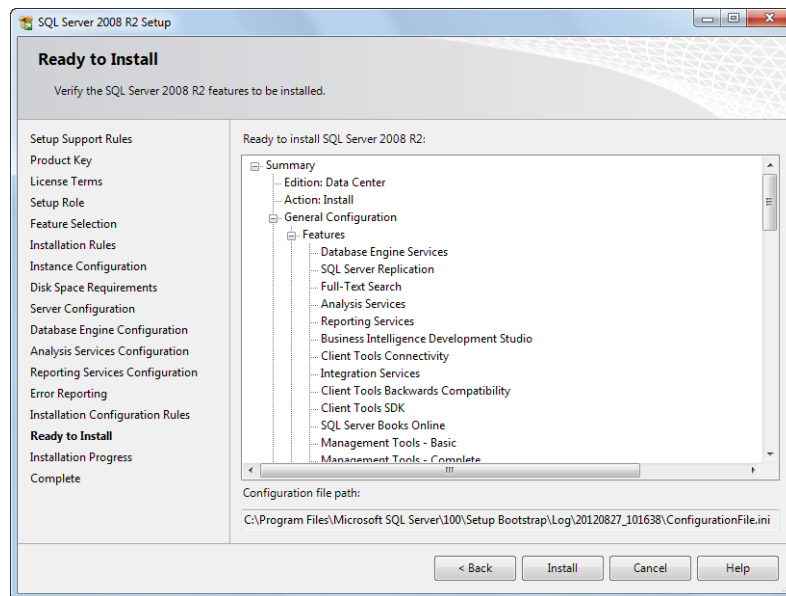 SQL Server 2008 R2 Setup
Ready to Install
Verify the SQL Server 2008 R2 features to be installed.
Setup Support Rules
Product Key
License Terms
Setup Role
Feature Selection
Installation Rules
Instance Configuration
Disk Space Requirements
Server Configuration
Database Engine Configuration
Analysis Services Configuration
Reporting Services Configuration
Error Reporting
Installation Configuration Rules
Ready to Install
Installation Progress
Complete
Ready to install SQL Server 2008 R2:
Summary
Edition: Data Center
Action: Install
General Configuration
Features
Database Engine Services
SQL Server Replication
Full-Text Search
Analysis Services
Reporting Services
Business Intelligence Development Studio
Client Tools Connectivity
Integration Services
Client Tools Backwards Compatibility
Client Tools SDK
SQL Server Books Online
Management Tools - Basic
Management Tools - Complete
Configuration file path:
C:\Program Files\Microsoft SQL Server\100\Setup Bootstrap\Log\20120827_101638\ConfigurationFile.ini
< Back
Install
Cancel
Help